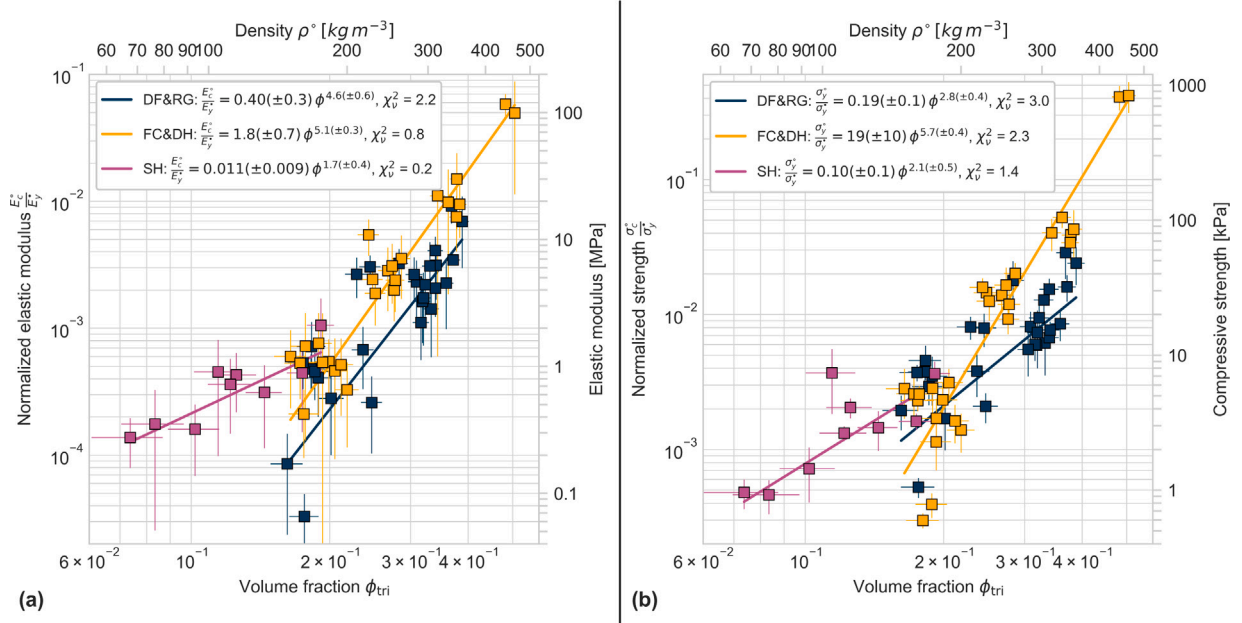 Density ρ° [kg m⁻³]
60 70 80 90 100 200 300 400 500
10⁻¹
10⁻²
10⁻³
10⁻⁴
Normalized elastic modulus E°c/E•y
DF&RG: E°c/E•y = 0.40(±0.3) ϕ^4.6(±0.6), χ²ν = 2.2
FC&DH: E°c/E•y = 1.8(±0.7) ϕ^5.1(±0.3), χ²ν = 0.8
SH: E°c/E•y = 0.011(±0.009) ϕ^1.7(±0.4), χ²ν = 0.2
100
10
1
0.1
Elastic modulus [MPa]
6 × 10⁻² 10⁻¹ 2 × 10⁻¹ 3 × 10⁻¹ 4 × 10⁻¹
Volume fraction ϕtri
(a)
Density ρ° [kg m⁻³]
60 70 80 90 100 200 300 400 500
10⁻¹
10⁻²
10⁻³
Normalized strength σ°c/σ•y
DF&RG: σ°y/σ•y = 0.19(±0.1) ϕ^2.8(±0.4), χ²ν = 3.0
FC&DH: σ°y/σ•y = 19(±10) ϕ^5.7(±0.4), χ²ν = 2.3
SH: σ°y/σ•y = 0.10(±0.1) ϕ^2.1(±0.5), χ²ν = 1.4
1000
100
10
1
Compressive strength [kPa]
6 × 10⁻² 10⁻¹ 2 × 10⁻¹ 3 × 10⁻¹ 4 × 10⁻¹
Volume fraction ϕtri
(b)